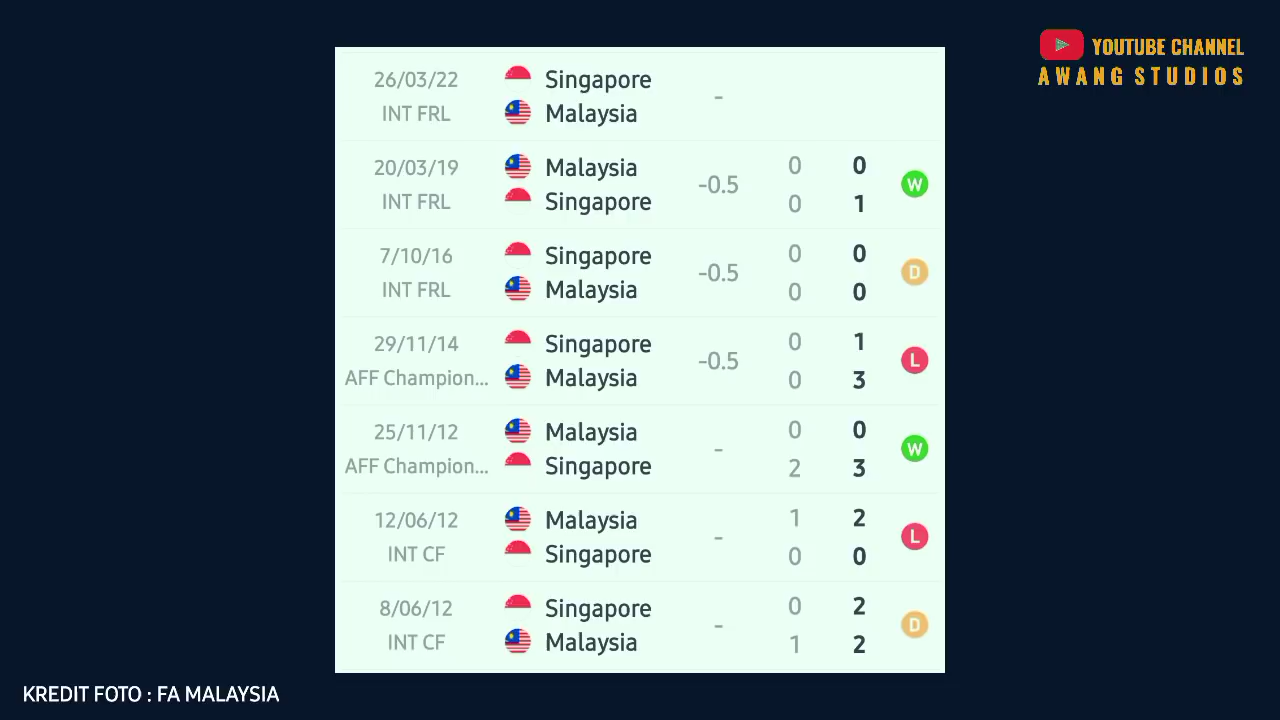 YOUTUBE CHANNEL
AWANG STUDIOS
26/03/22 Singapore
INT FRL Malaysia -
20/03/19 Malaysia 0 0
INT FRL Singapore -0.5 0 1 W
7/10/16 Singapore 0 0
INT FRL Malaysia -0.5 0 0 D
29/11/14 Singapore 0 1
AFF Champion... Malaysia -0.5 0 3 L
25/11/12 Malaysia 0 0
AFF Champion... Singapore - 2 3 W
12/06/12 Malaysia 1 2
INT CF Singapore - 0 0 L
8/06/12 Singapore 0 2
INT CF Malaysia - 1 2 D
KREDIT FOTO : FA MALAYSIA